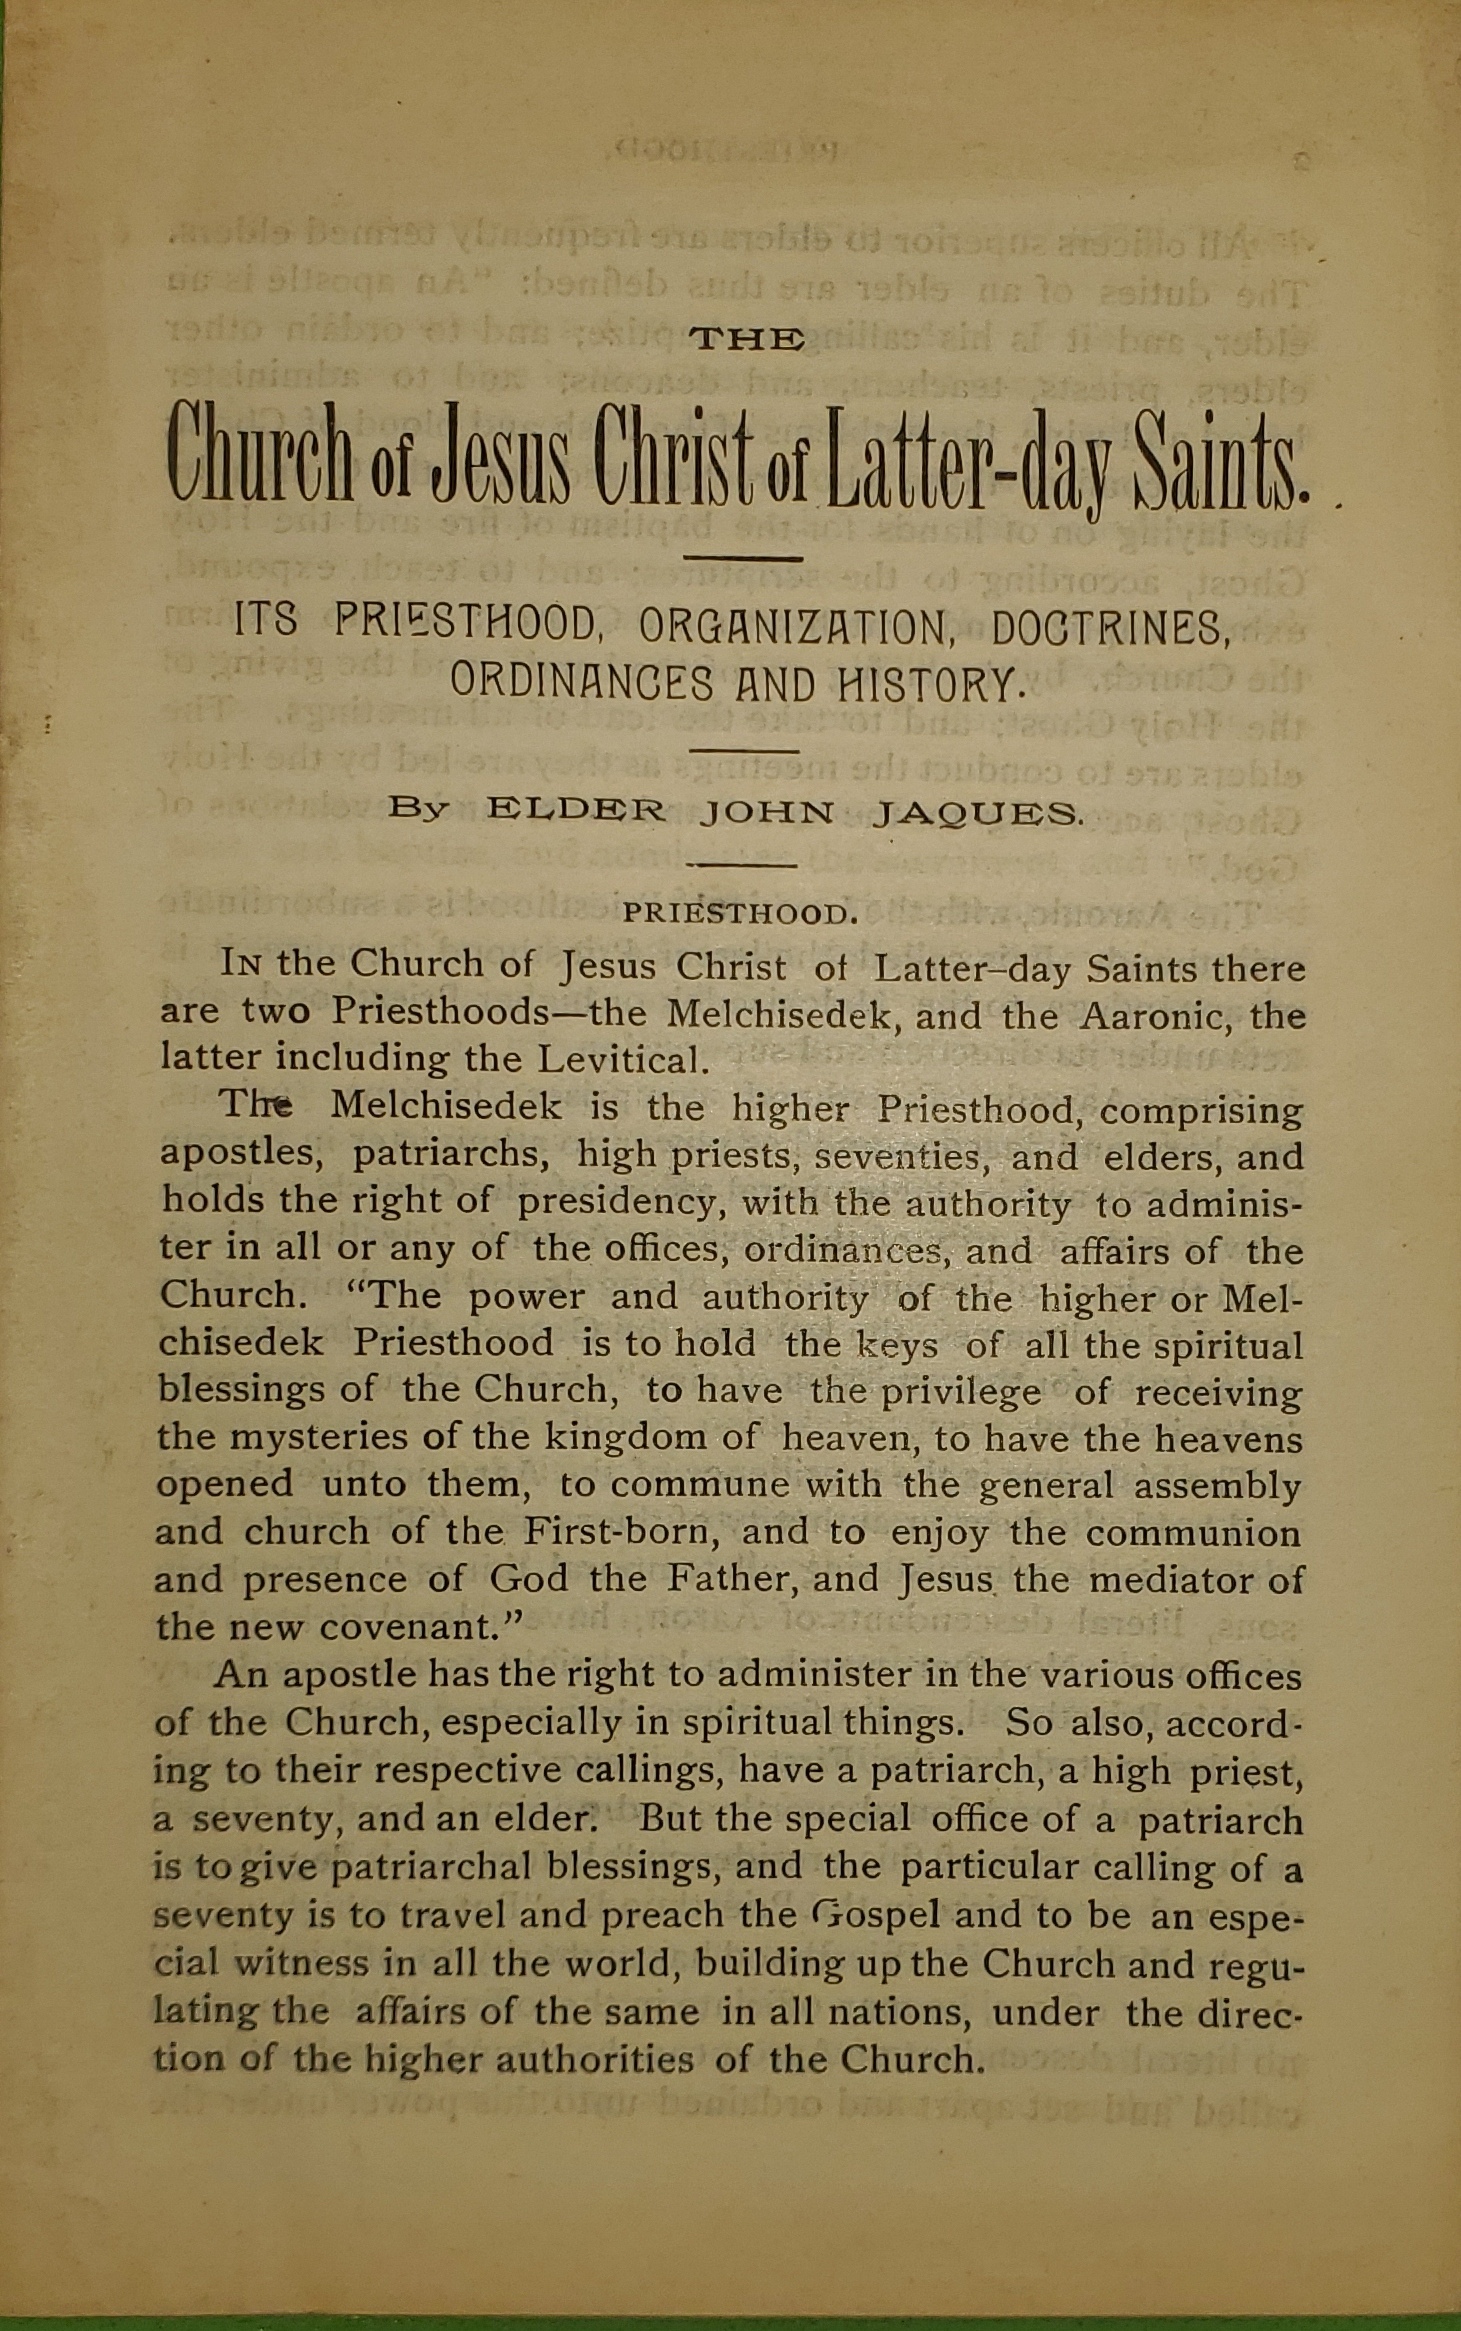 THE
Church of Jesus Christ of Latter-day Saints.
ITS PRIESTHOOD, ORGANIZATION, DOCTRINES,
ORDINANCES AND HISTORY.
By ELDER JOHN JAQUES.
PRIESTHOOD.
IN the Church of Jesus Christ of Latter-day Saints there
are two Priesthoods—the Melchisedek, and the Aaronic, the
latter including the Levitical.
The Melchisedek is the higher Priesthood, comprising
apostles, patriarchs, high priests, seventies, and elders, and
holds the right of presidency, with the authority to adminis-
ter in all or any of the offices, ordinances, and affairs of the
Church. “The power and authority of the higher or Mel-
chisedek Priesthood is to hold the keys of all the spiritual
blessings of the Church, to have the privilege of receiving
the mysteries of the kingdom of heaven, to have the heavens
opened unto them, to commune with the general assembly
and church of the First-born, and to enjoy the communion
and presence of God the Father, and Jesus the mediator of
the new covenant.”
An apostle has the right to administer in the various offices
of the Church, especially in spiritual things. So also, accord-
ing to their respective callings, have a patriarch, a high priest,
a seventy, and an elder. But the special office of a patriarch
is to give patriarchal blessings, and the particular calling of a
seventy is to travel and preach the Gospel and to be an espe-
cial witness in all the world, building up the Church and regu-
lating the affairs of the same in all nations, under the direc-
tion of the higher authorities of the Church.